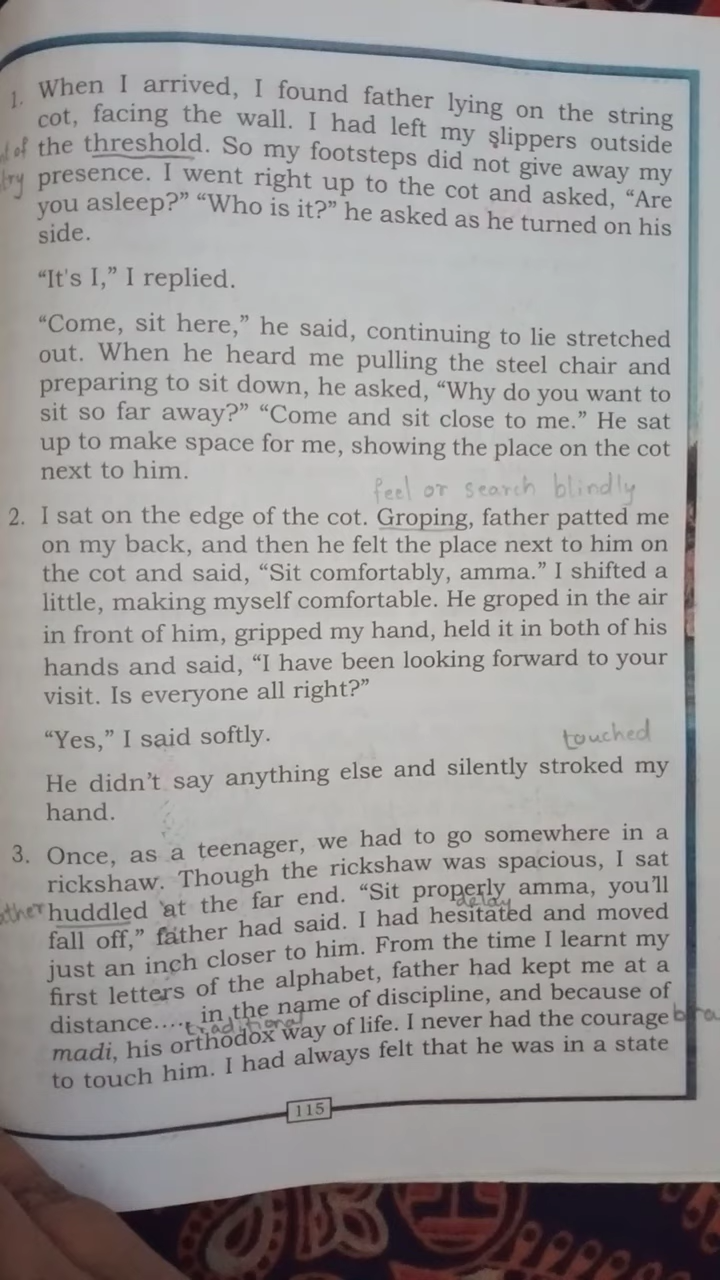 1. When I arrived, I found father lying on the string
cot, facing the wall. I had left my slippers outside
of the threshold. So my footsteps did not give away my
presence. I went right up to the cot and asked, “Are
you asleep?” “Who is it?” he asked as he turned on his
side.
“It's I,” I replied.
“Come, sit here,” he said, continuing to lie stretched
out. When he heard me pulling the steel chair and
preparing to sit down, he asked, “Why do you want to
sit so far away?” “Come and sit close to me.” He sat
up to make space for me, showing the place on the cot
next to him.
feel or search blindly
2. I sat on the edge of the cot. Groping, father patted me
on my back, and then he felt the place next to him on
the cot and said, “Sit comfortably, amma.” I shifted a
little, making myself comfortable. He groped in the air
in front of him, gripped my hand, held it in both of his
hands and said, “I have been looking forward to your
visit. Is everyone all right?”
“Yes,” I said softly.
touched
He didn’t say anything else and silently stroked my
hand.
3. Once, as a teenager, we had to go somewhere in a
rickshaw. Though the rickshaw was spacious, I sat
huddled at the far end. “Sit properly amma, you’ll
delay
fall off,” father had said. I had hesitated and moved
just an inch closer to him. From the time I learnt my
first letters of the alphabet, father had kept me at a
distance.... in the name of discipline, and because of
traditional
madi, his orthodox way of life. I never had the courage
to touch him. I had always felt that he was in a state
115